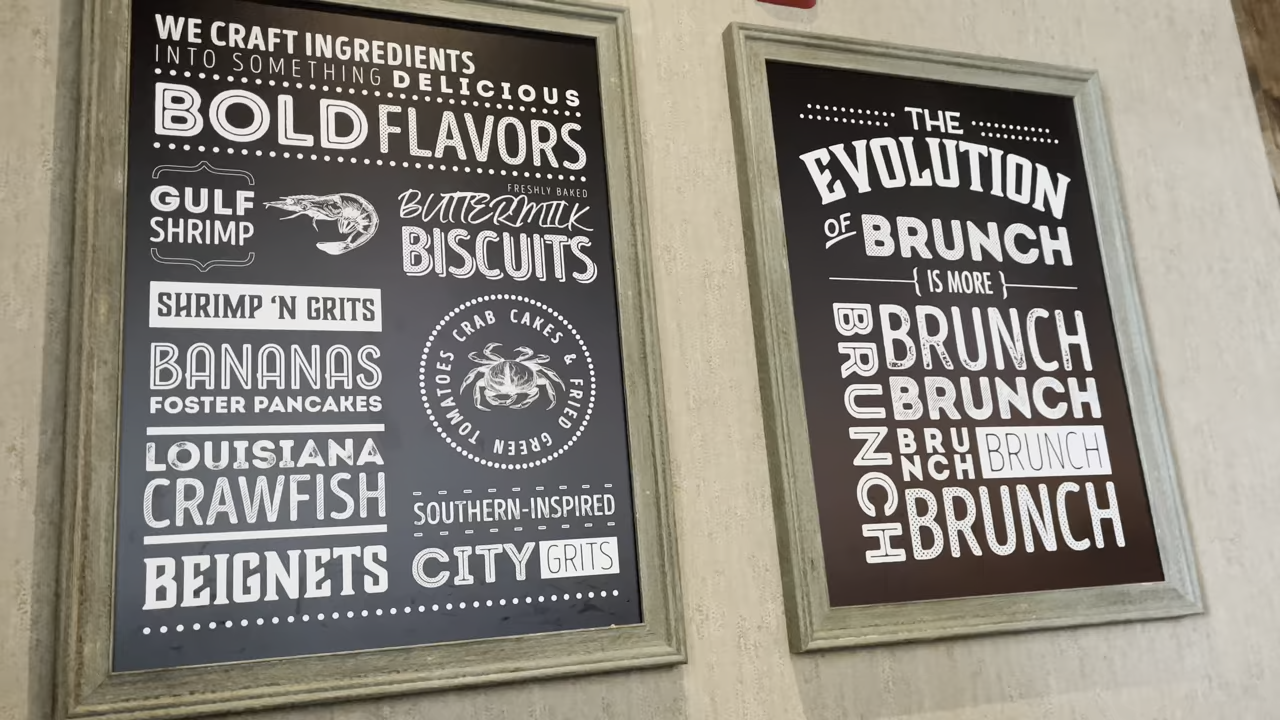 WE CRAFT INGREDIENTS
INTO SOMETHING DELICIOUS
BOLD FLAVORS
GULF
SHRIMP
FRESHLY BAKED
BUTTERMILK
BISCUITS
SHRIMP 'N GRITS
BANANAS
FOSTER PANCAKES
LOUISIANA
CRAWFISH
BEIGNETS
CRAB CAKES & FRIED GREEN TOMATOES
SOUTHERN-INSPIRED
CITY GRITS
THE
EVOLUTION
OF BRUNCH
{ IS MORE }
BRUNCH
BRUNCH
BRUNCH
BRU
NCH
BRUNCH
BRUNCH